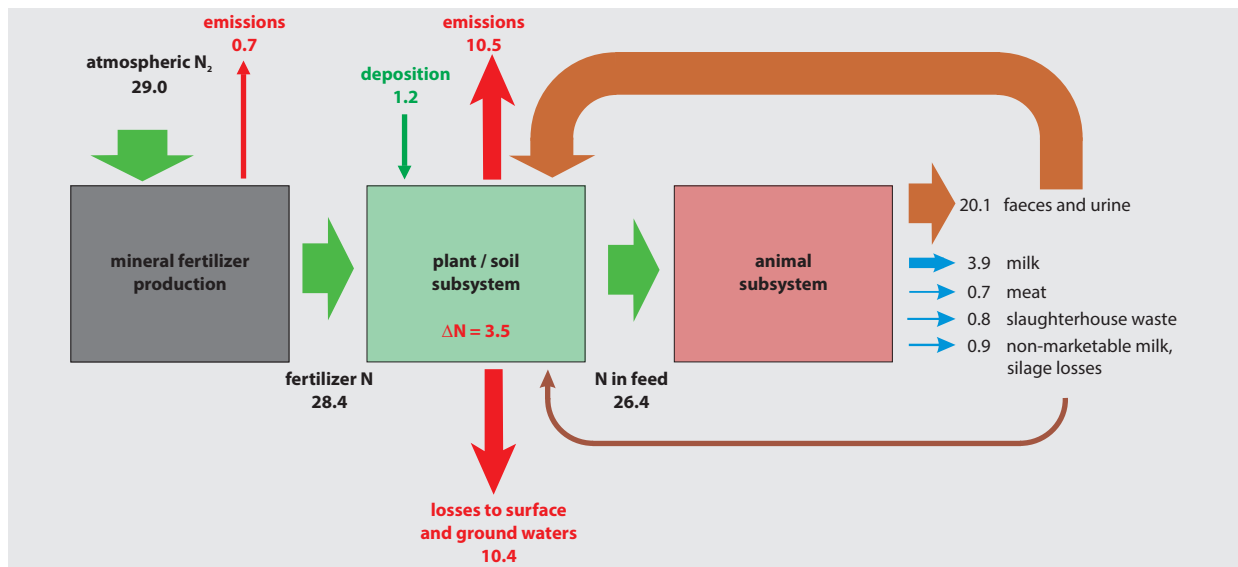 emissions
0.7
atmospheric N₂
29.0
emissions
10.5
deposition
1.2
mineral fertilizer
production
plant / soil
subsystem
ΔN = 3.5
animal
subsystem
20.1 faeces and urine
3.9 milk
0.7 meat
0.8 slaughterhouse waste
0.9 non-marketable milk,
silage losses
fertilizer N
28.4
N in feed
26.4
losses to surface
and ground waters
10.4